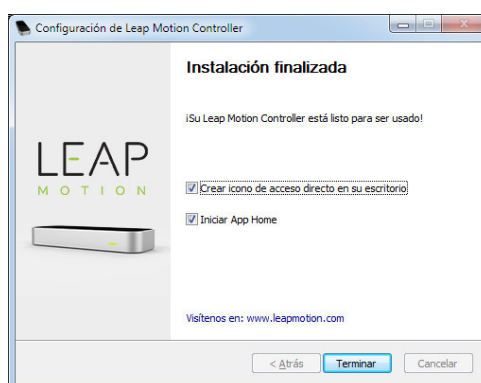 Configuración de Leap Motion Controller
Instalación finalizada
¡Su Leap Motion Controller está listo para ser usado!
LEAP
MOTION
Crear icono de acceso directo en su escritorio
Iniciar App Home
Visítenos en: www.leapmotion.com
< Atrás Terminar Cancelar